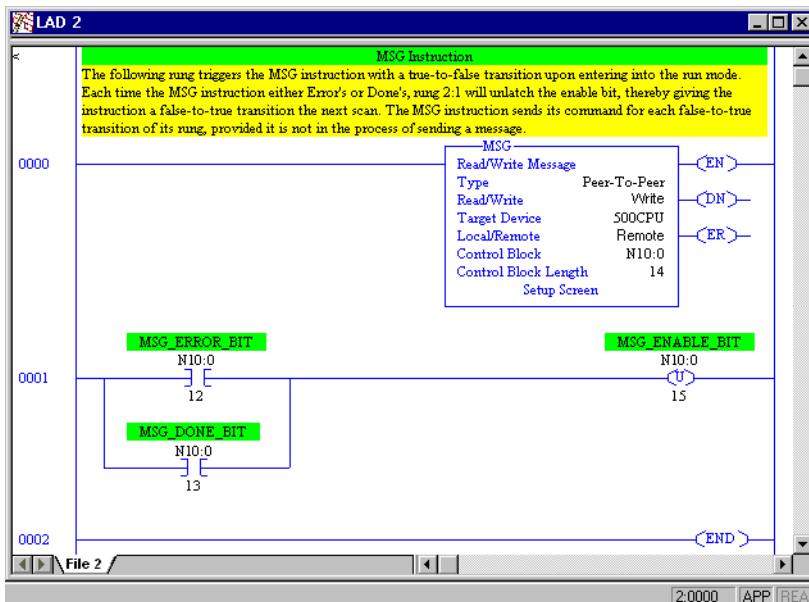 LAD 2
MSG Instruction
The following rung triggers the MSG instruction with a true-to-false transition upon entering into the run mode.
Each time the MSG instruction either Error's or Done's, rung 2:1 will unlatch the enable bit, thereby giving the
instruction a false-to-true transition the next scan. The MSG instruction sends its command for each false-to-true
transition of its rung, provided it is not in the process of sending a message.
0000
MSG
Read/Write Message
Type Peer-To-Peer
Read/Write Write
Target Device 500CPU
Local/Remote Remote
Control Block N10:0
Control Block Length 14
Setup Screen
EN
DN
ER
MSG_ERROR_BIT
N10:0
12
MSG_ENABLE_BIT
N10:0
U
15
0001
MSG_DONE_BIT
N10:0
13
0002
END
File 2
2:0000 APP REA